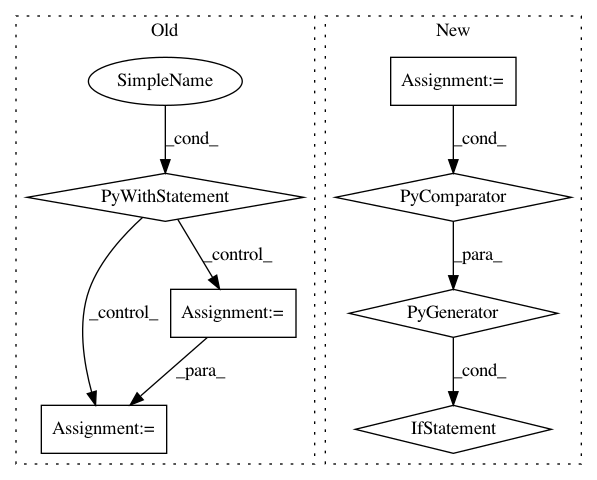 Old
SimpleName
_cond_
PyWithStatement
_control_
_control_
Assignment:=
_para_
Assignment:=
New
Assignment:=
_cond_
PyComparator
_para_
PyGenerator
_cond_
IfStatement